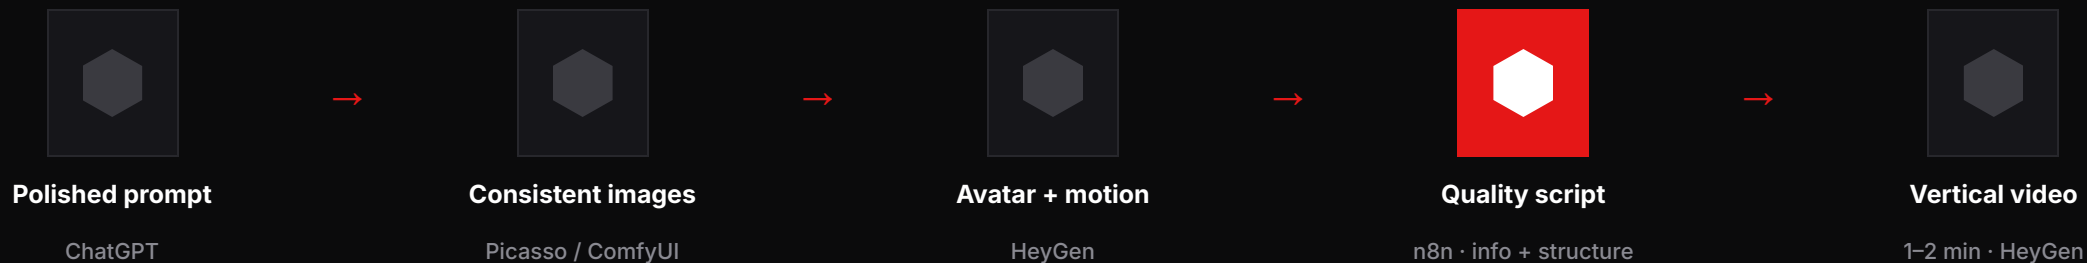 → → → →
Polished prompt
ChatGPT
Consistent images
Picasso / ComfyUI
Avatar + motion
HeyGen
Quality script
n8n · info + structure
Vertical video
1–2 min · HeyGen